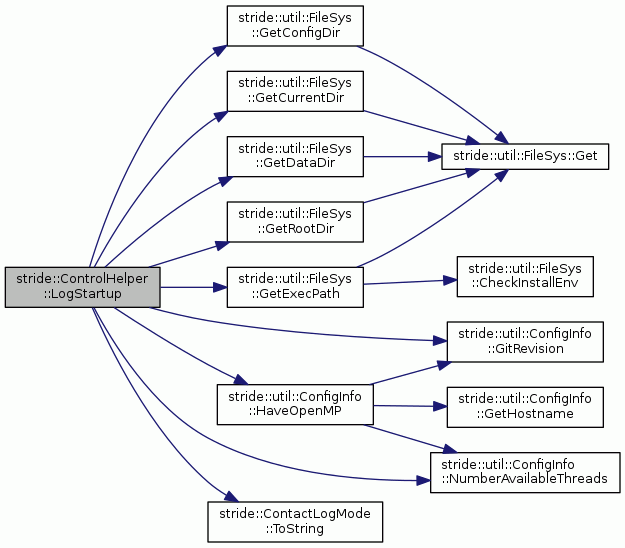 stride::util::FileSys
::GetConfigDir
stride::util::FileSys
::GetCurrentDir
stride::util::FileSys
::GetDataDir
stride::util::FileSys::Get
stride::util::FileSys
::GetRootDir
stride::ControlHelper
::LogStartup
stride::util::FileSys
::GetExecPath
stride::util::FileSys
::CheckInstallEnv
stride::util::ConfigInfo
::GitRevision
stride::util::ConfigInfo
::HaveOpenMP
stride::util::ConfigInfo
::GetHostname
stride::util::ConfigInfo
::NumberAvailableThreads
stride::ContactLogMode
::ToString